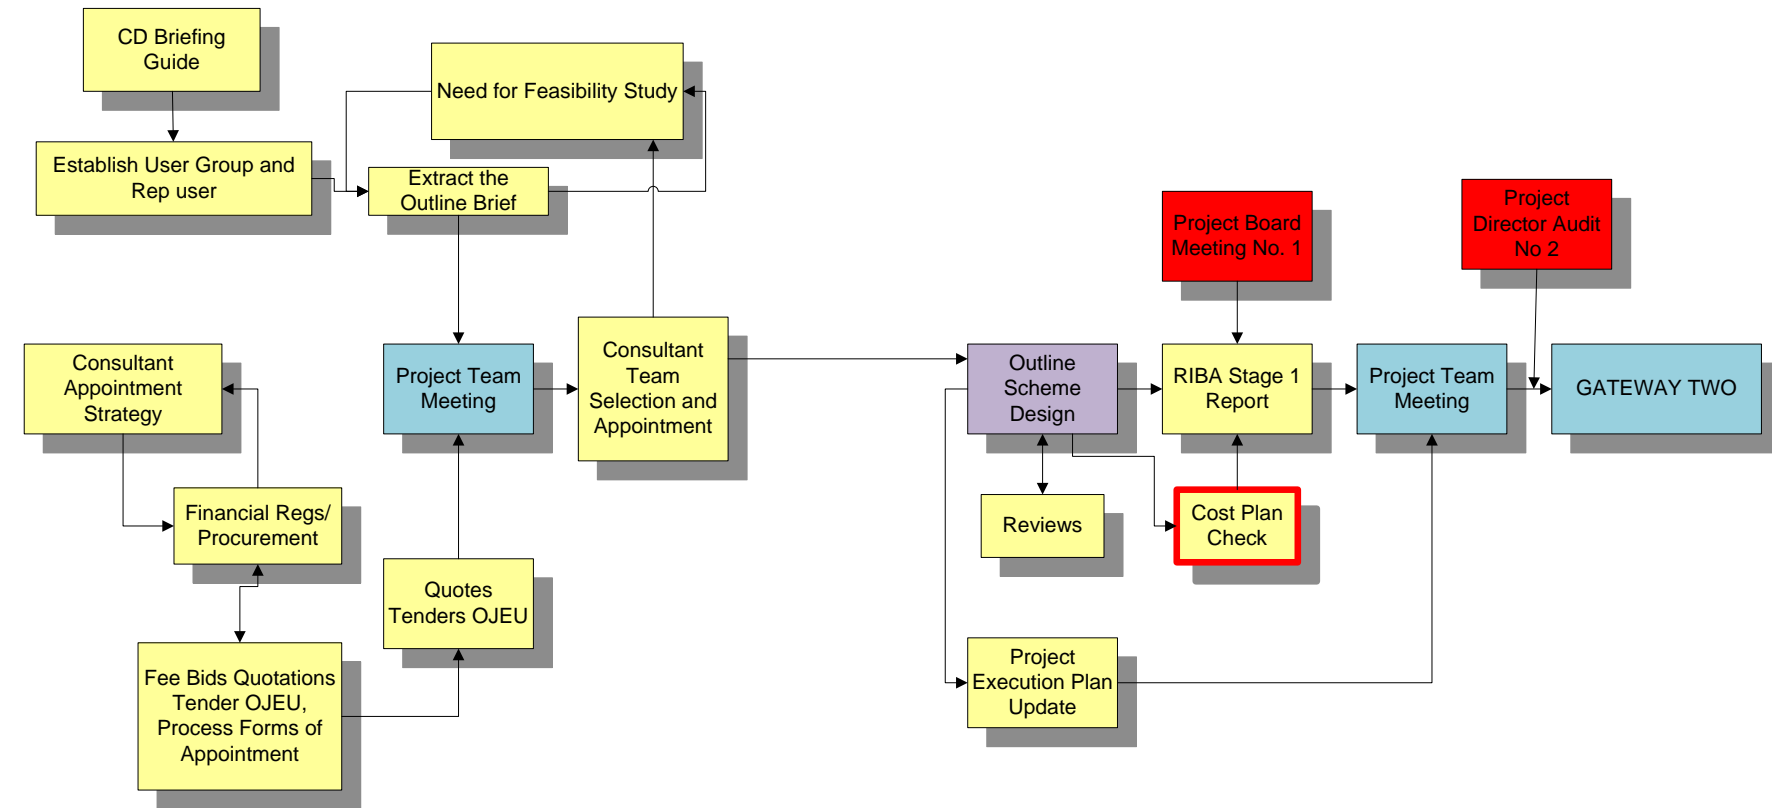 CD Briefing
Guide
Need for Feasibility Study
Establish User Group and
Rep user
Extract the
Outline Brief
Project Board
Meeting No. 1
Project
Director Audit
No 2
Consultant
Appointment
Strategy
Project Team
Meeting
Consultant
Team
Selection and
Appointment
Outline
Scheme
Design
RIBA Stage 1
Report
Project Team
Meeting
GATEWAY TWO
Financial Regs/
Procurement
Reviews
Cost Plan
Check
Quotes
Tenders OJEU
Fee Bids Quotations
Tender OJEU,
Process Forms of
Appointment
Project
Execution Plan
Update